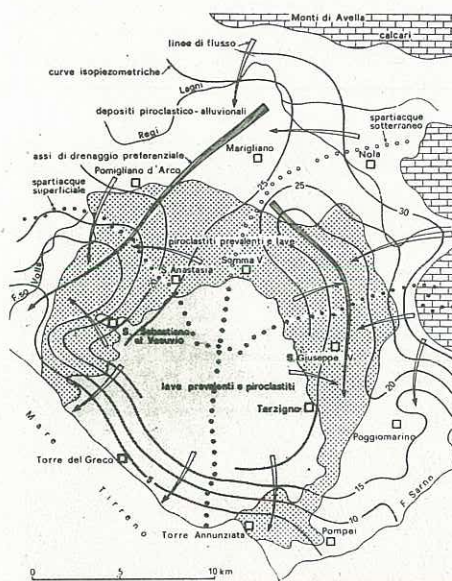 Monti di Avella
calcari
linee di flusso
curve isopiezometriche
Lagni
depositi piroclastico-alluvionali
Regi
spartiacque
sotterraneo
assi di drenaggio preferenziale
Marigliano
Nola
Pomigliano d'Arco
spartiacque
superficiale
25
25
30
piroclastiti prevalenti e lave
Somma V.
S. Anastasia
Volla
S. Sebastiano
al Vesuvio
S. Giuseppe V.
lave prevalenti e piroclastiti
20
Terzigno
Poggiomarino
Mare
Tirreno
Torre del Greco
5
15
10
F. Sarno
Torre Annunziata
Pompei
0
5
10 km